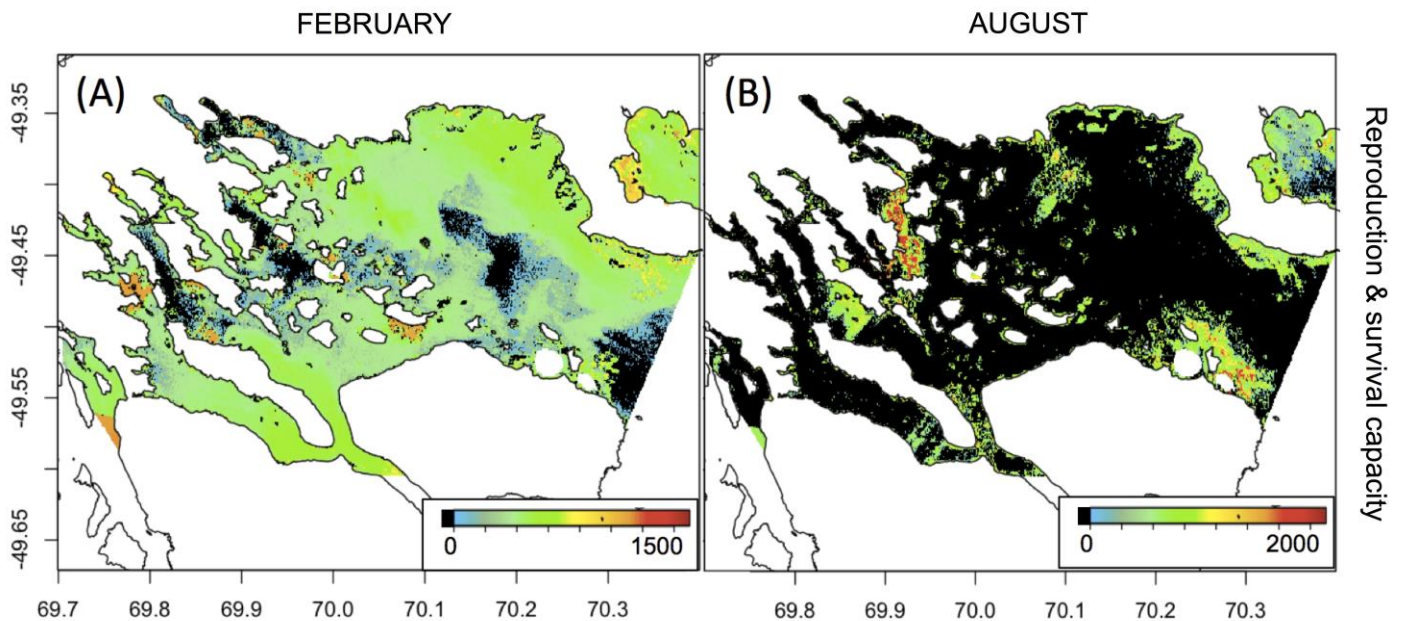 FEBRUARY
AUGUST
(A)
(B)
-49.35
-49.45
-49.55
-49.65
Reproduction & survival capacity
0
1500
0
2000
69.7 69.8 69.9 70.0 70.1 70.2 70.3
69.8 69.9 70.0 70.1 70.2 70.3